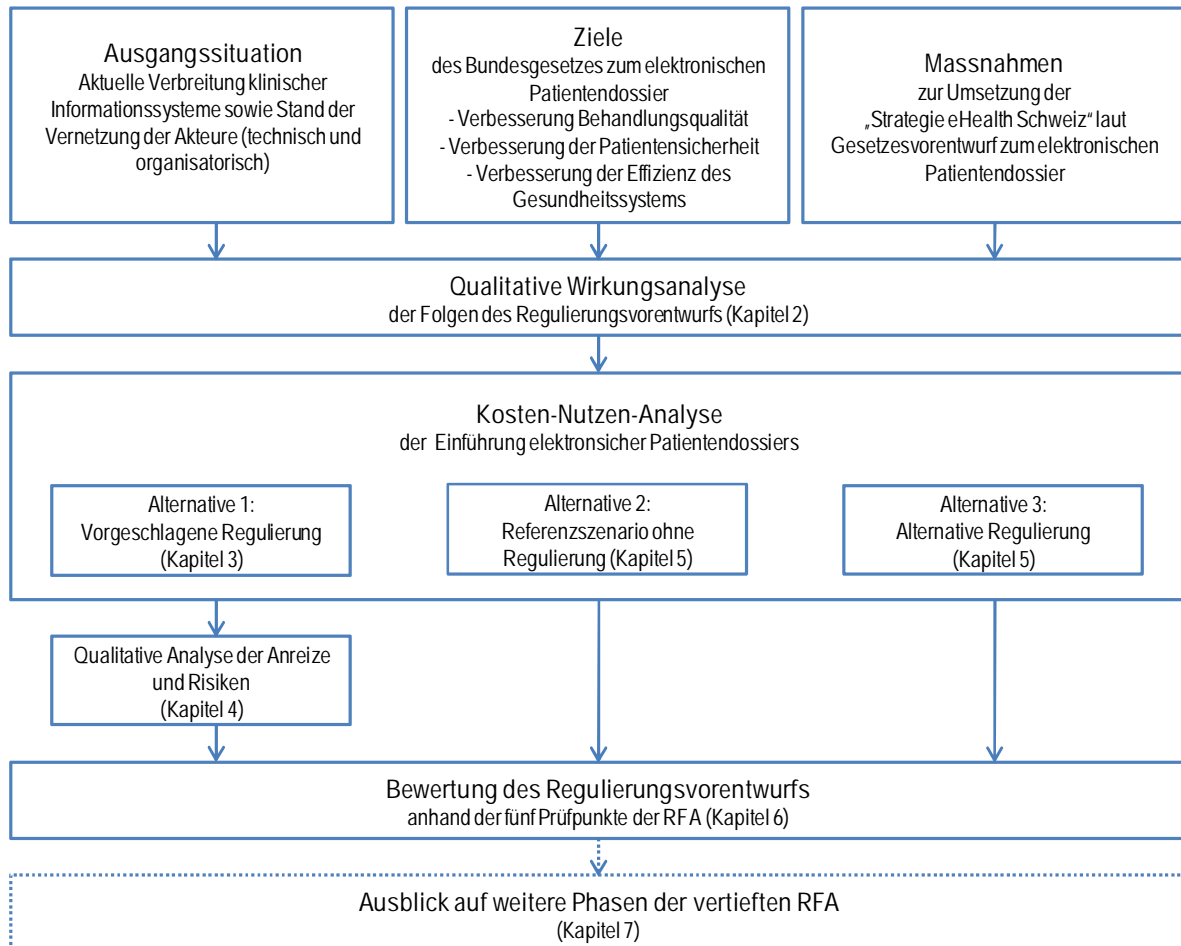 Ausgangssituation
Aktuelle Verbreitung klinischer
Informationssysteme sowie Stand der
Vernetzung der Akteure (technisch und
organisatorisch)
Ziele
des Bundesgesetzes zum elektronischen
Patientendossier
- Verbesserung Behandlungsqualität
- Verbesserung der Patientensicherheit
- Verbesserung der Effizienz des
Gesundheitssystems
Massnahmen
zur Umsetzung der
„Strategie eHealth Schweiz“ laut
Gesetzesvorentwurf zum elektronischen
Patientendossier
Qualitative Wirkungsanalyse
der Folgen des Regulierungsvorentwurfs (Kapitel 2)
Kosten-Nutzen-Analyse
der Einführung elektronsicher Patientendossiers
Alternative 1:
Vorgeschlagene Regulierung
(Kapitel 3)
Alternative 2:
Referenzszenario ohne
Regulierung (Kapitel 5)
Alternative 3:
Alternative Regulierung
(Kapitel 5)
Qualitative Analyse der Anreize
und Risiken
(Kapitel 4)
Bewertung des Regulierungsvorentwurfs
anhand der fünf Prüfpunkte der RFA (Kapitel 6)
Ausblick auf weitere Phasen der vertieften RFA
(Kapitel 7)